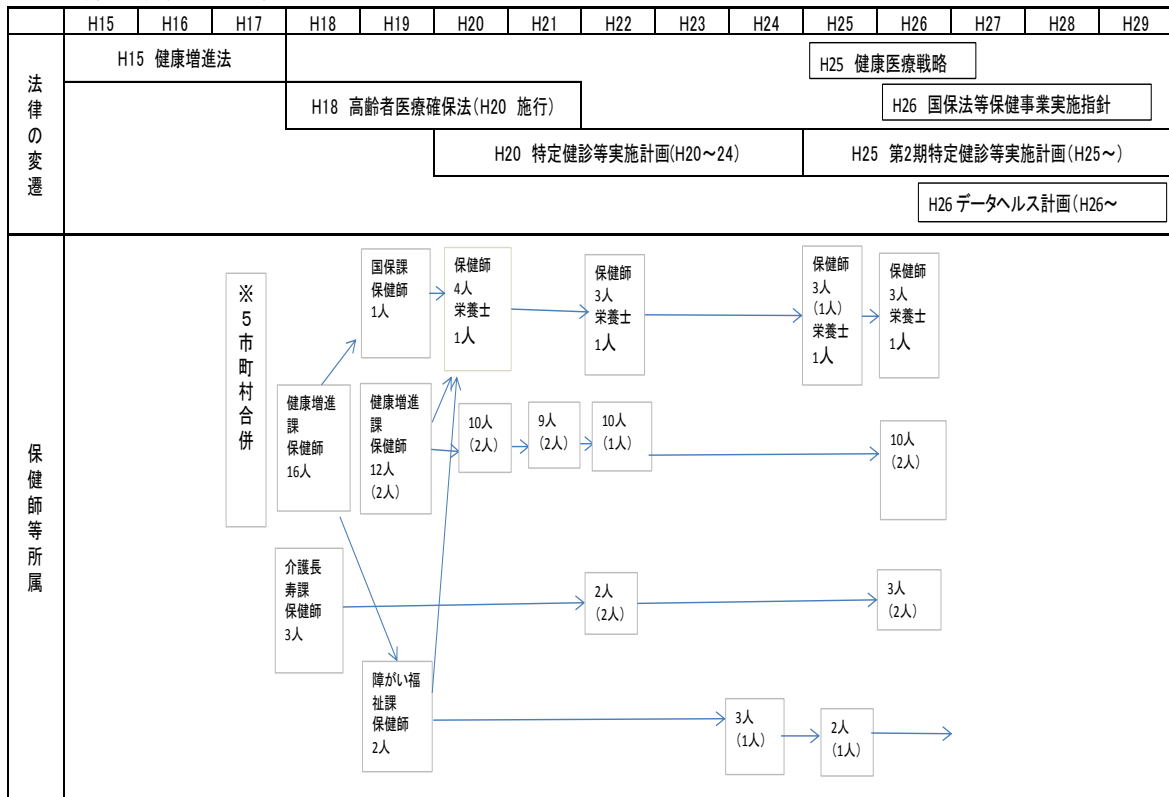 H15 H16 H17 H18 H19 H20 H21 H22 H23 H24 H25 H26 H27 H28 H29
法律の変遷
H15 健康増進法
H25 健康医療戦略
H18 高齢者医療確保法(H20 施行)
H26 国保法等保健事業実施指針
H20 特定健診等実施計画(H20～24)
H25 第2期特定健診等実施計画(H25～)
H26 データヘルス計画(H26～
保健師等所属
※5市町村合併
国保課
保健師
1人
保健師
4人
栄養士
1人
保健師
3人
栄養士
1人
保健師
3人
(1人)
栄養士
1人
保健師
3人
栄養士
1人
健康増進
課
保健師
16人
健康増進
課
保健師
12人
(2人)
10人
(2人)
9人
(2人)
10人
(1人)
10人
(2人)
介護長
寿課
保健師
3人
2人
(2人)
3人
(2人)
障がい福
祉課
保健師
2人
3人
(1人)
2人
(1人)